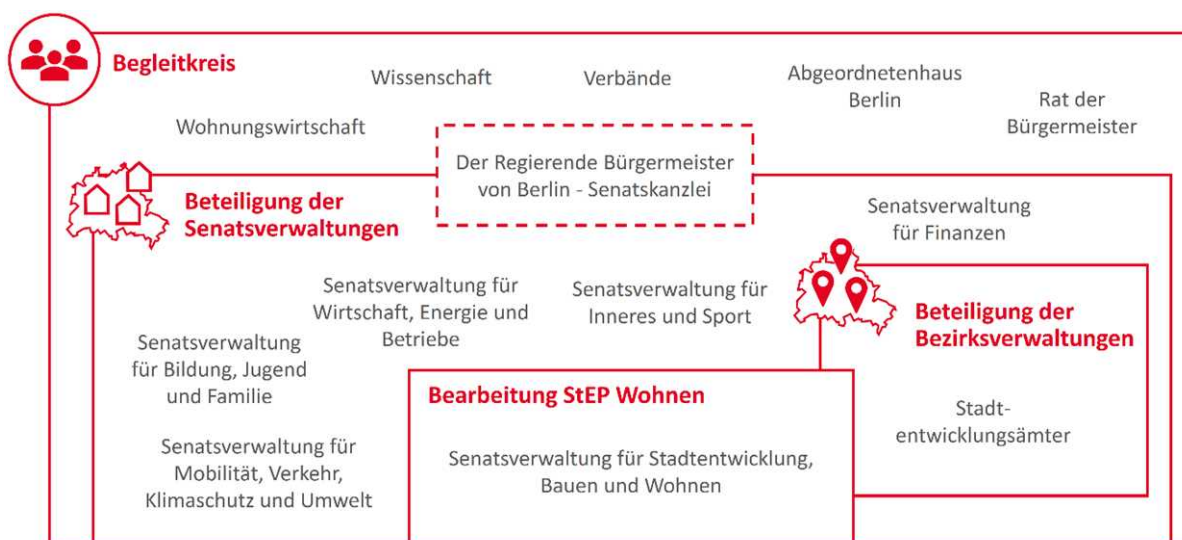 Begleitkreis
Wissenschaft
Verbände
Abgeordnetenhaus
Berlin
Rat der
Bürgermeister
Wohnungswirtschaft
Der Regierende Bürgermeister
von Berlin - Senatskanzlei
Beteiligung der
Senatsverwaltungen
Senatsverwaltung
für Finanzen
Senatsverwaltung für
Wirtschaft, Energie und
Betriebe
Senatsverwaltung für
Inneres und Sport
Beteiligung der
Bezirksverwaltungen
Senatsverwaltung
für Bildung, Jugend
und Familie
Bearbeitung StEP Wohnen
Stadt-
entwicklungsämter
Senatsverwaltung für
Mobilität, Verkehr,
Klimaschutz und Umwelt
Senatsverwaltung für Stadtentwicklung,
Bauen und Wohnen